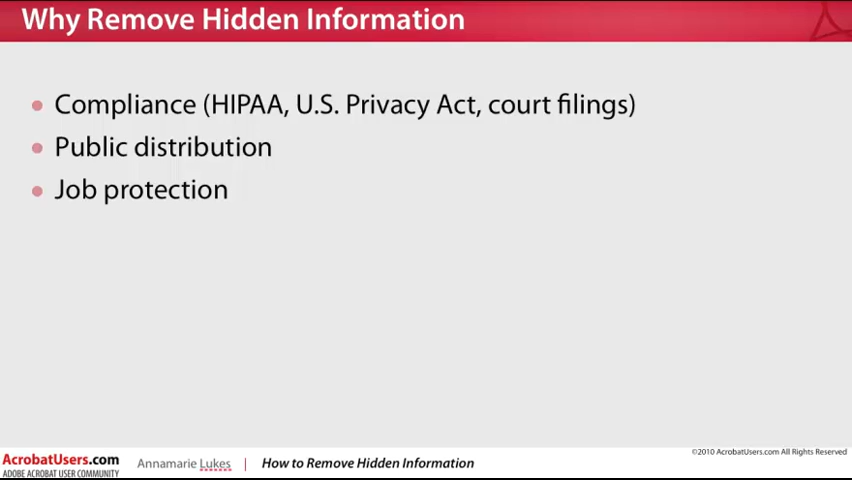 Why Remove Hidden Information
Compliance (HIPAA, U.S. Privacy Act, court filings)
Public distribution
Job protection
©2010 AcrobatUsers.com All Rights Reserved
AcrobatUsers.com
ADOBE ACROBAT USER COMMUNITY
Annamarie Lukes | How to Remove Hidden Information